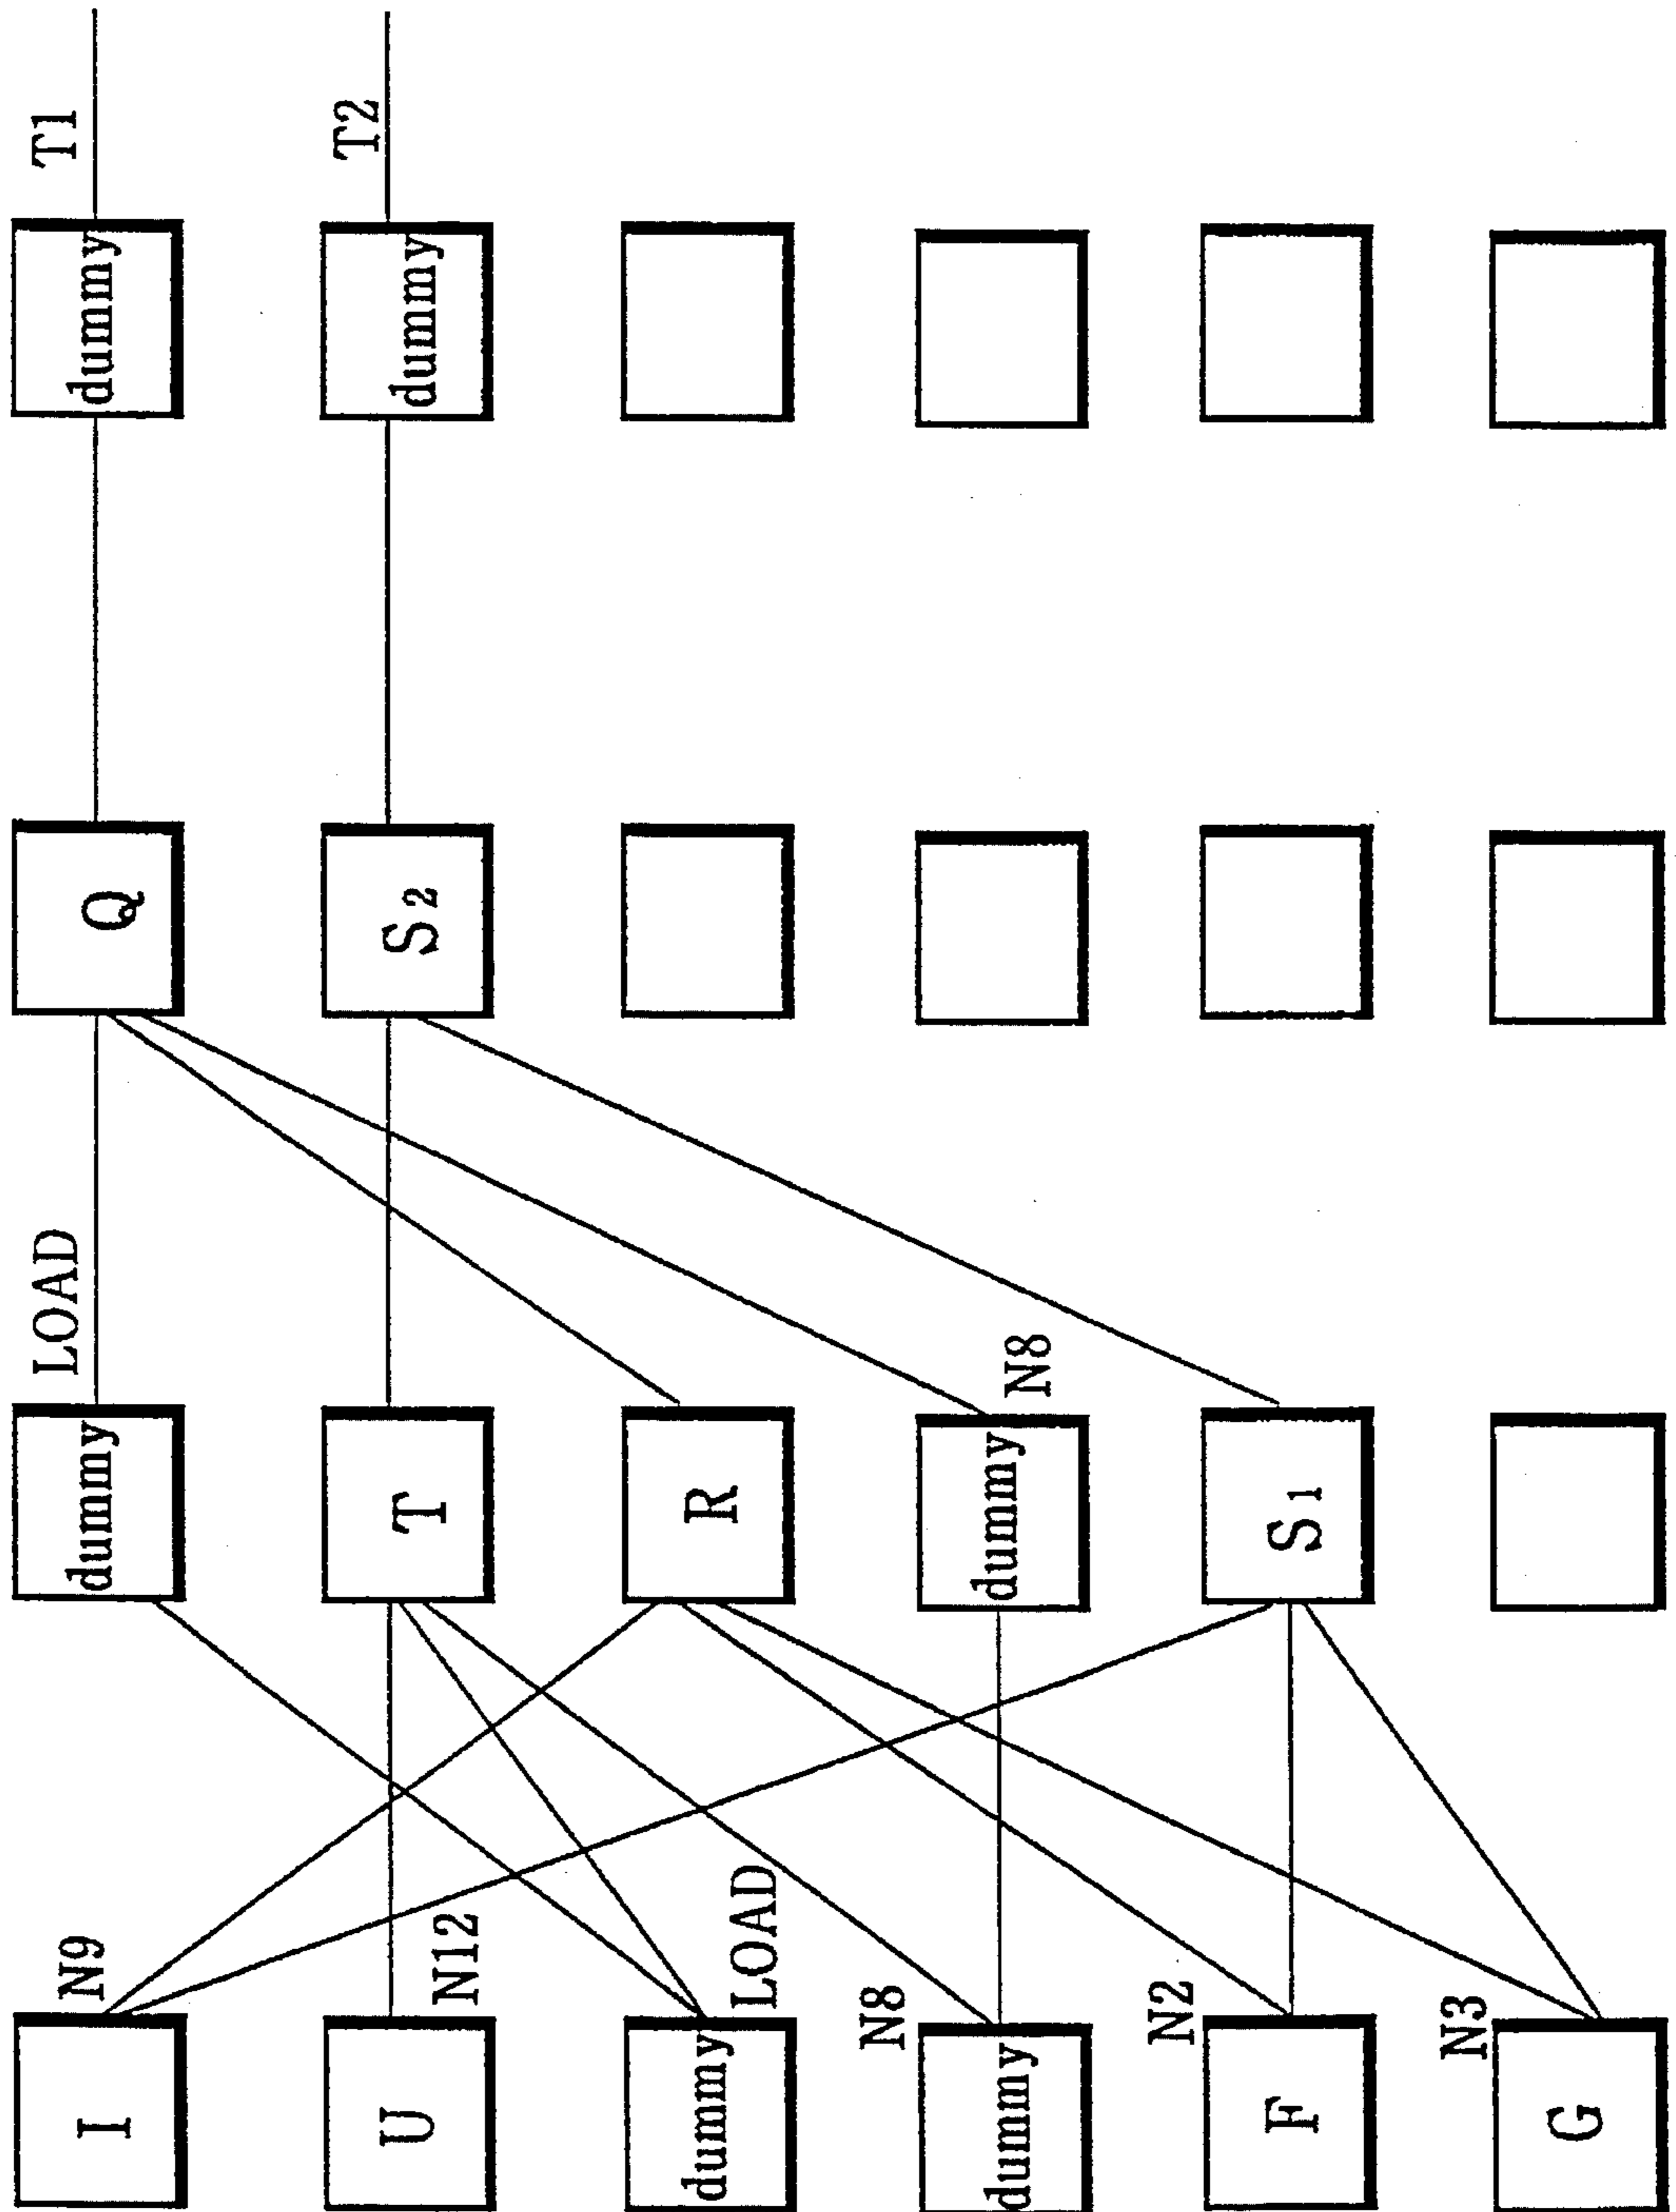 I
N9
dummy
LOAD
Q
dummy
T1
U
N12
T
S₂
dummy
T2
dummy
LOAD
R
N8
dummy
dummy
N8
N2
F
S₁
N3
G